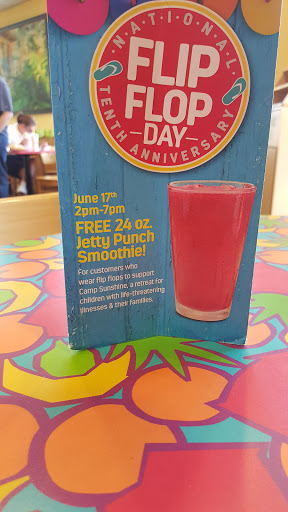 NATIONAL
FLIP
FLOP
DAY
TENTH ANNIVERSARY
June 17th
2pm-7pm
FREE 24 oz.
Jetty Punch
Smoothie!
For customers who
wear flip flops to support
Camp Sunshine, a retreat for
children with life-threatening
illnesses & their families.